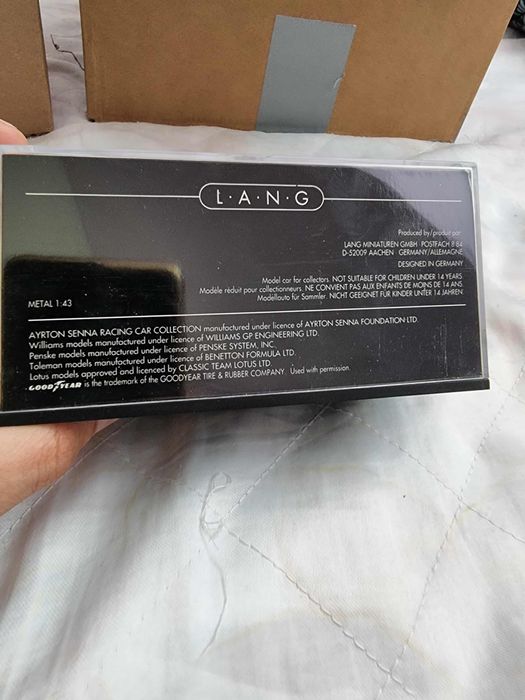 L·A·N·G
Produced by/produit par:
LANG MINIATUREN GMBH POSTFACH 8 84
D-52009 AACHEN GERMANY/ALLEMAGNE
DESIGNED IN GERMANY
Model car for collectors. NOT SUITABLE FOR CHILDREN UNDER 14 YEARS
Modèle réduit pour collectionneurs. NE CONVIENT PAS AUX ENFANTS DE MOINS DE 14 ANS.
Modellauto für Sammler. NICHT GEEIGNET FÜR KINDER UNTER 14 JAHREN.
METAL 1:43
AYRTON SENNA RACING CAR COLLECTION manufactured under licence of AYRTON SENNA FOUNDATION LTD.
Williams models manufactured under licence of WILLIAMS GP ENGINEERING LTD.
Penske models manufactured under licence of PENSKE SYSTEM, INC.
Toleman models manufactured under licence of BENETTON FORMULA LTD.
Lotus models approved and licenced by CLASSIC TEAM LOTUS LTD.
GOODYEAR is the trademark of the GOODYEAR TIRE & RUBBER COMPANY. Used with permission.